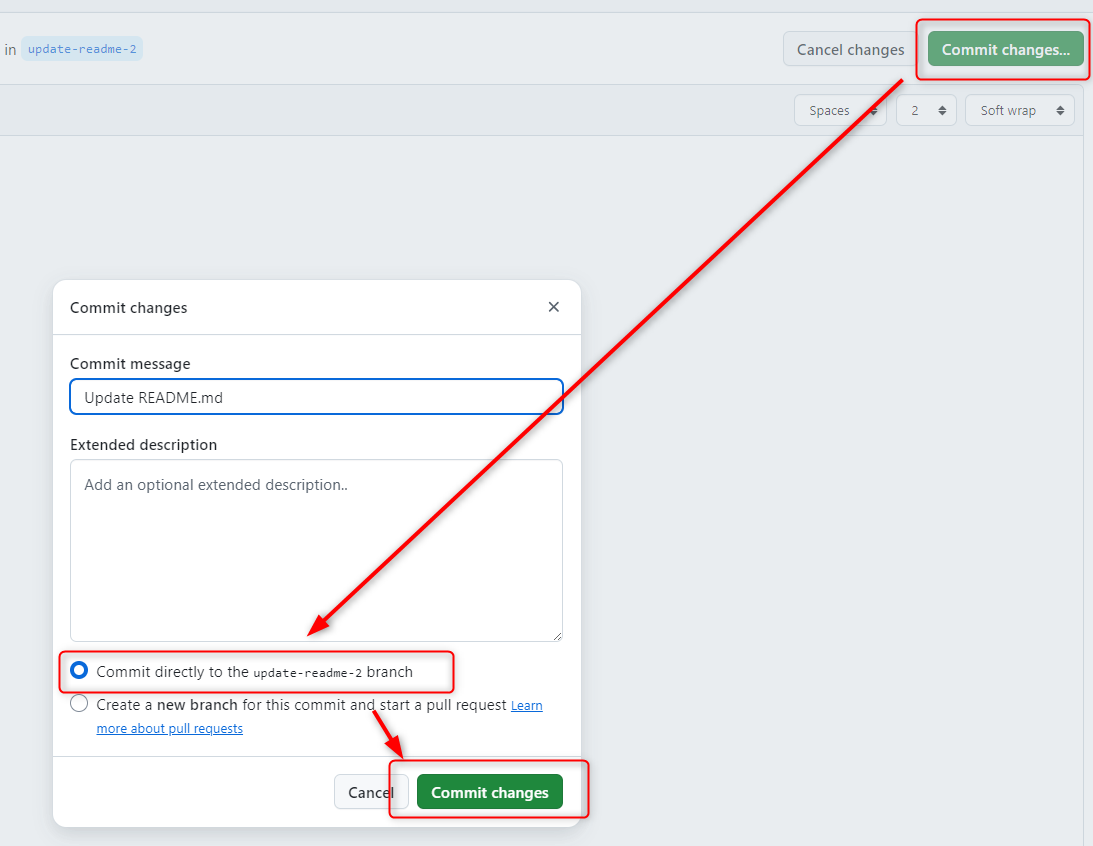 in update-readme-2
Cancel changes
Commit changes...
Spaces
2
Soft wrap
Commit changes
Commit message
Update README.md
Extended description
Add an optional extended description..
Commit directly to the update-readme-2 branch
Create a new branch for this commit and start a pull request Learn
more about pull requests
Cancel
Commit changes